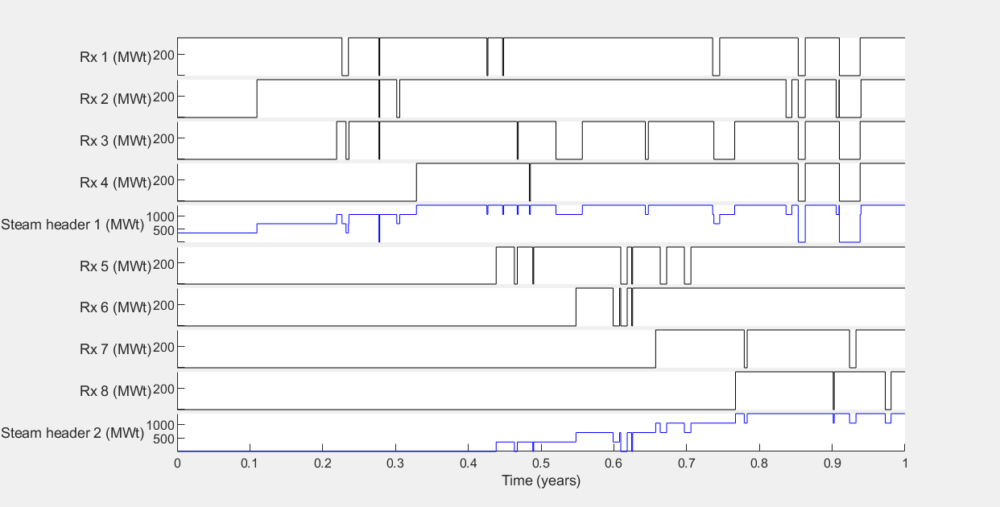 Rx 1 (MWt) 200
Rx 2 (MWt) 200
Rx 3 (MWt) 200
Rx 4 (MWt) 200
1000
Steam header 1 (MWt) 500
Rx 5 (MWt) 200
Rx 6 (MWt) 200
Rx 7 (MWt) 200
Rx 8 (MWt) 200
1000
Steam header 2 (MWt) 500
0 0.1 0.2 0.3 0.4 0.5 0.6 0.7 0.8 0.9 1
Time (years)